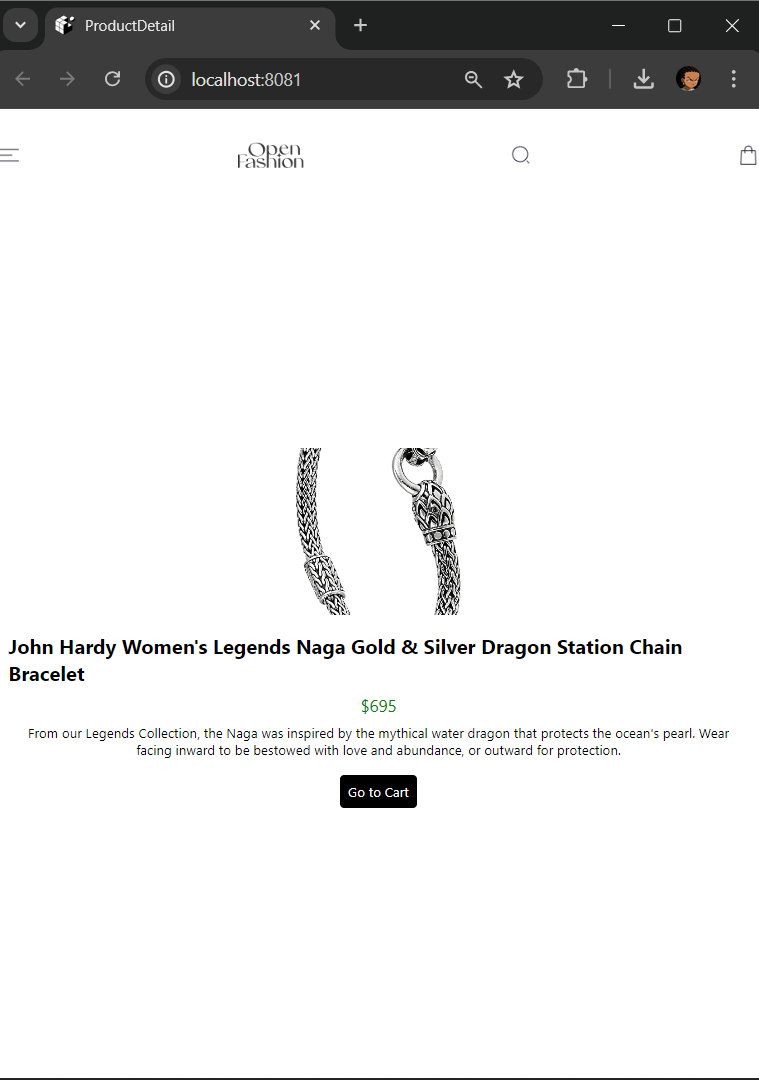 ProductDetail
localhost:8081
Open
Fashion
John Hardy Women's Legends Naga Gold & Silver Dragon Station Chain
Bracelet
$695
From our Legends Collection, the Naga was inspired by the mythical water dragon that protects the ocean's pearl. Wear
facing inward to be bestowed with love and abundance, or outward for protection.
Go to Cart